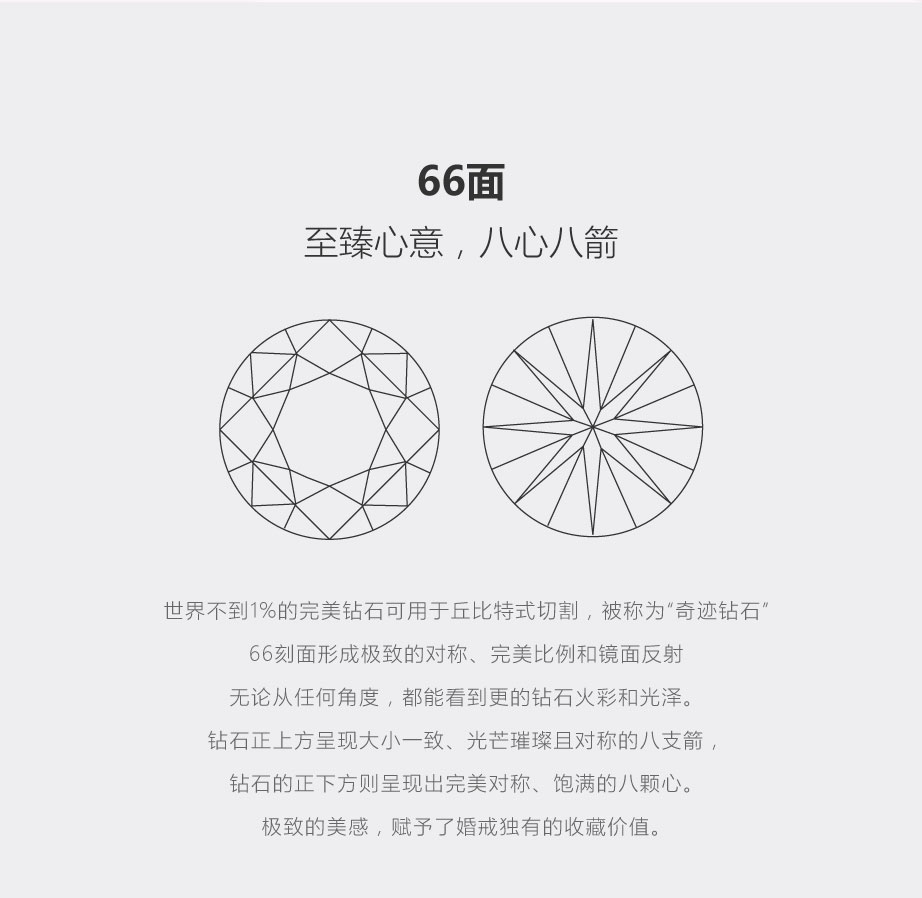 66面
至臻心意，八心八箭
世界不到1%的完美钻石可用于丘比特式切割，被称为“奇迹钻石”
66刻面形成极致的对称、完美比例和镜面反射
无论从任何角度，都能看到更的钻石火彩和光泽。
钻石正上方呈现大小一致、光芒璀璨且对称的八支箭，
钻石的正下方则呈现出完美对称、饱满的八颗心。
极致的美感，赋予了婚戒独有的收藏价值。